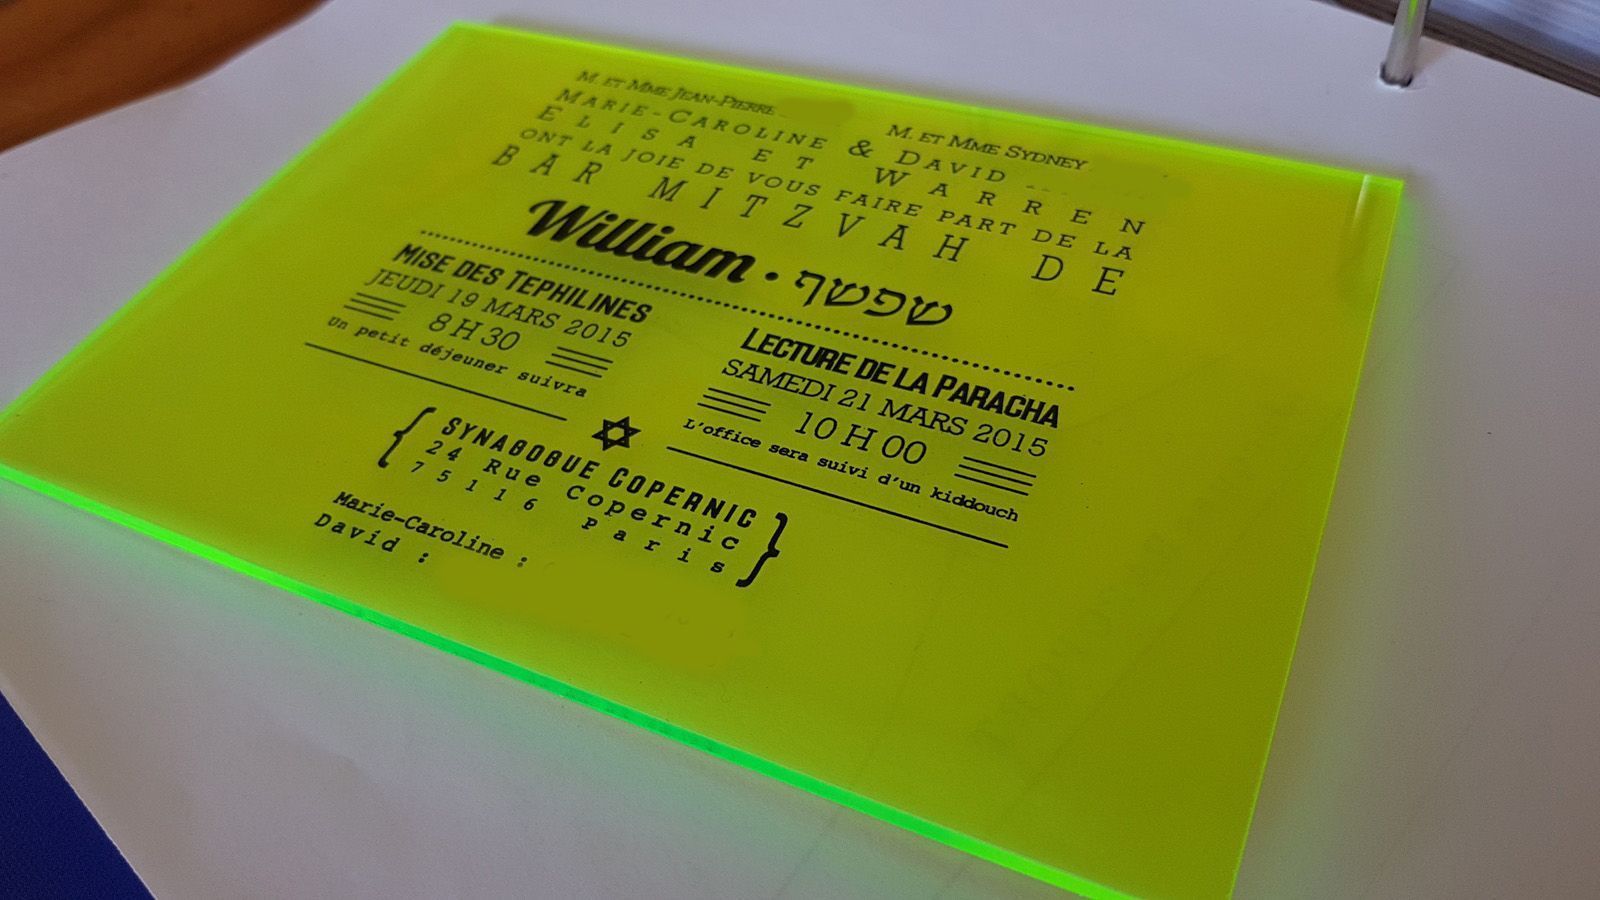 M. ET MME JEAN-PIERRE
M. ET MME SYDNEY
MARIE-CAROLINE & DAVID
ELISA ET WARREN
ONT LA JOIE DE VOUS FAIRE PART DE LA
BAR MITZVAH DE
William • שפשף
MISE DES TEPHILINES
JEUDI 19 MARS 2015
8 H 30
Un petit déjeuner suivra
LECTURE DE LA PARACHA
SAMEDI 21 MARS 2015
10 H 00
L'office sera suivi d'un kiddouch
{ SYNAGOGUE COPERNIC
24 Rue Copernic
75116 Paris }
Marie-Caroline :
David :